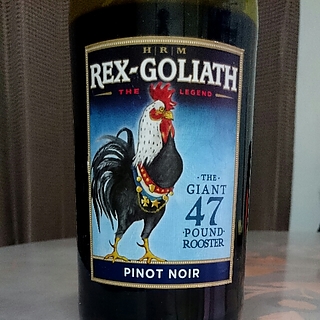 H|R|M
REX-GOLIATH
THE LEGEND
·THE·
GIANT
47
·POUND·
ROOSTER
PINOT NOIR